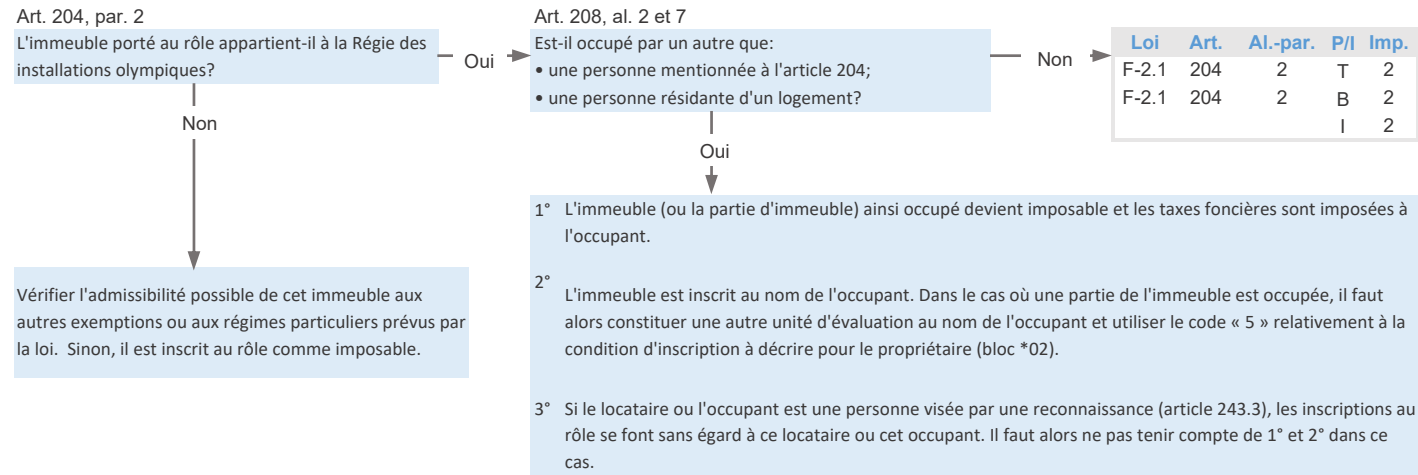 Art. 204, par. 2
L'immeuble porté au rôle appartient-il à la Régie des
installations olympiques?
Oui
Art. 208, al. 2 et 7
Est-il occupé par un autre que:
• une personne mentionnée à l'article 204;
• une personne résidante d'un logement?
Non
Loi Art. Al.-par. P/I Imp.
F-2.1 204 2 T 2
F-2.1 204 2 B 2
I 2
Non
Oui
Vérifier l'admissibilité possible de cet immeuble aux
autres exemptions ou aux régimes particuliers prévus par
la loi. Sinon, il est inscrit au rôle comme imposable.
1° L'immeuble (ou la partie d'immeuble) ainsi occupé devient imposable et les taxes foncières sont imposées à
l'occupant.
2°
L'immeuble est inscrit au nom de l'occupant. Dans le cas où une partie de l'immeuble est occupée, il faut
alors constituer une autre unité d'évaluation au nom de l'occupant et utiliser le code « 5 » relativement à la
condition d'inscription à décrire pour le propriétaire (bloc *02).
3° Si le locataire ou l'occupant est une personne visée par une reconnaissance (article 243.3), les inscriptions au
rôle se font sans égard à ce locataire ou cet occupant. Il faut alors ne pas tenir compte de 1° et 2° dans ce
cas.